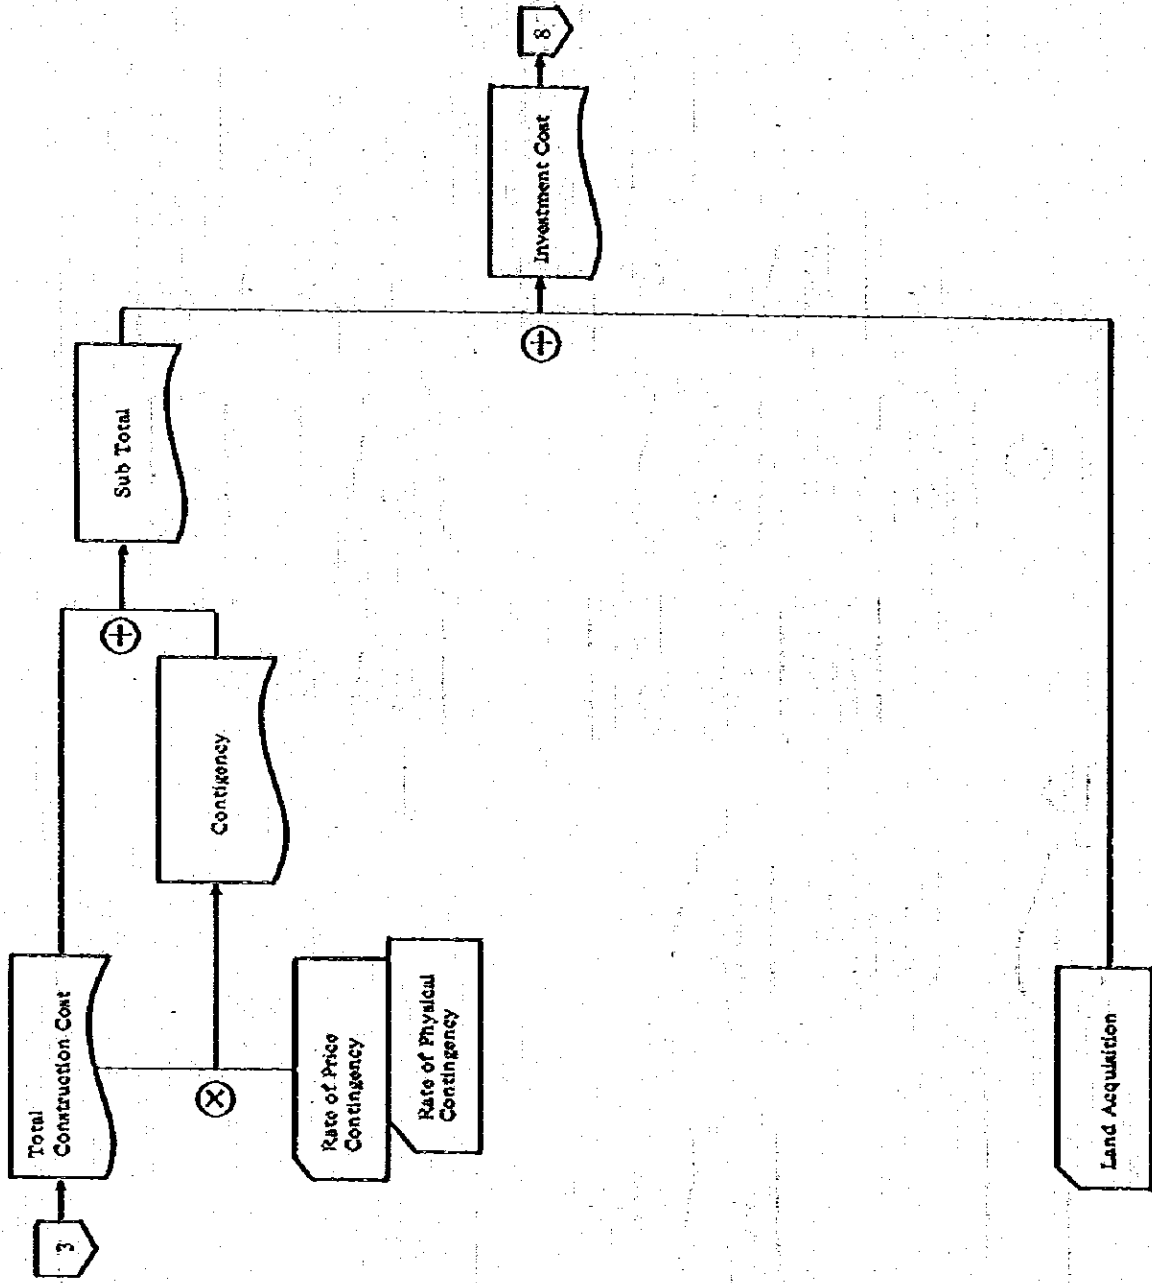 3
Total
Construction Cost
Rate of Price
Contingency
Rate of Physical
Contingency
Contigency
Sub Total
Land Acquisition
Investment Cost
8